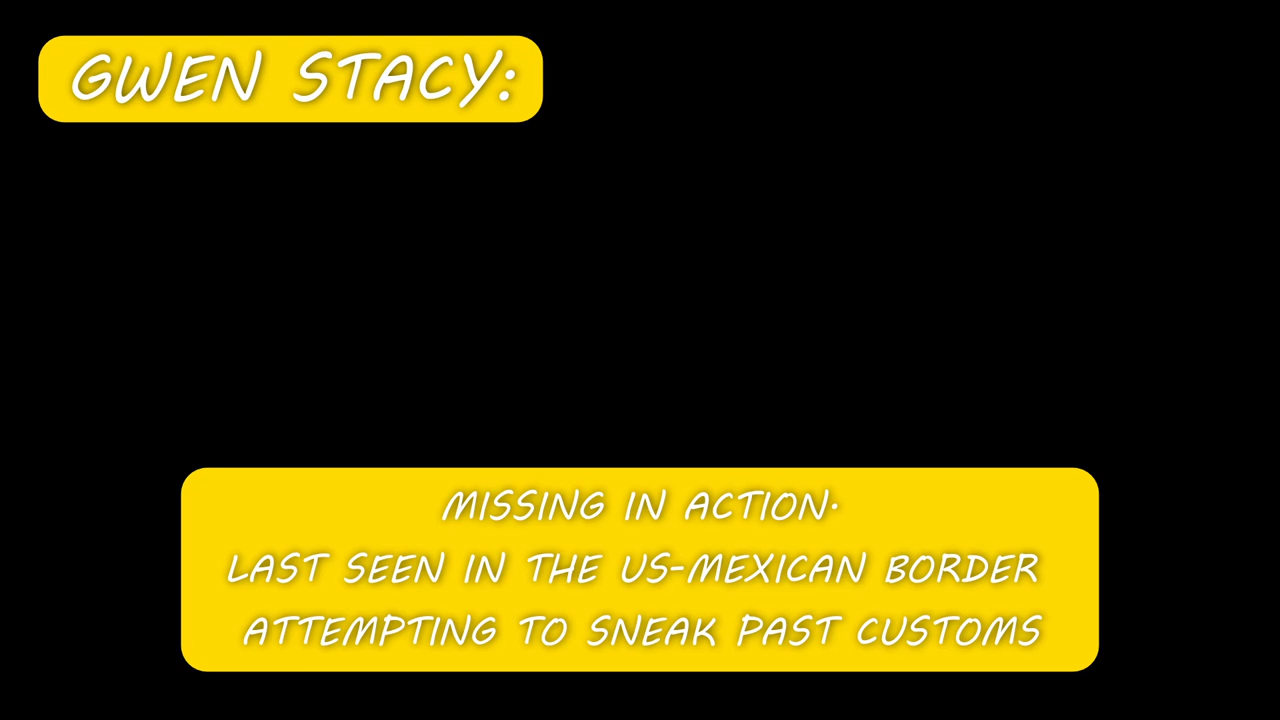 GWEN STACY:
MISSING IN ACTION.
LAST SEEN IN THE US-MEXICAN BORDER
ATTEMPTING TO SNEAK PAST CUSTOMS